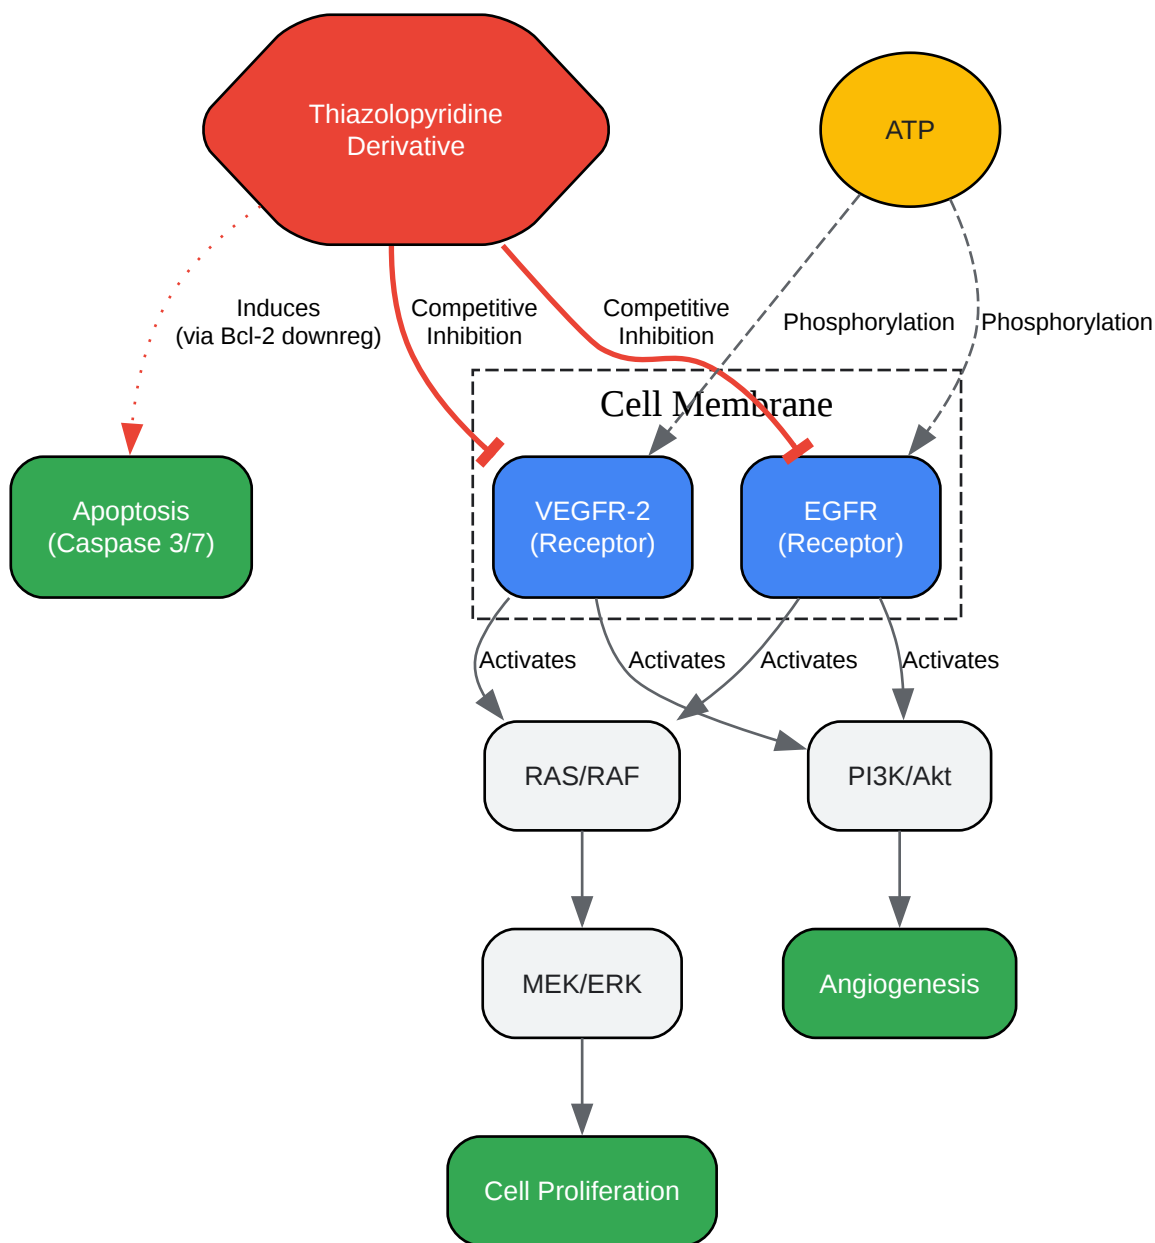 Thiazolopyridine
Derivative
ATP
Induces
(via Bcl-2 downreg)
Competitive
Inhibition
Competitive
Inhibition
Phosphorylation
Phosphorylation
Cell Membrane
Apoptosis
(Caspase 3/7)
VEGFR-2
(Receptor)
EGFR
(Receptor)
Activates
Activates
Activates
Activates
RAS/RAF
PI3K/Akt
MEK/ERK
Angiogenesis
Cell Proliferation